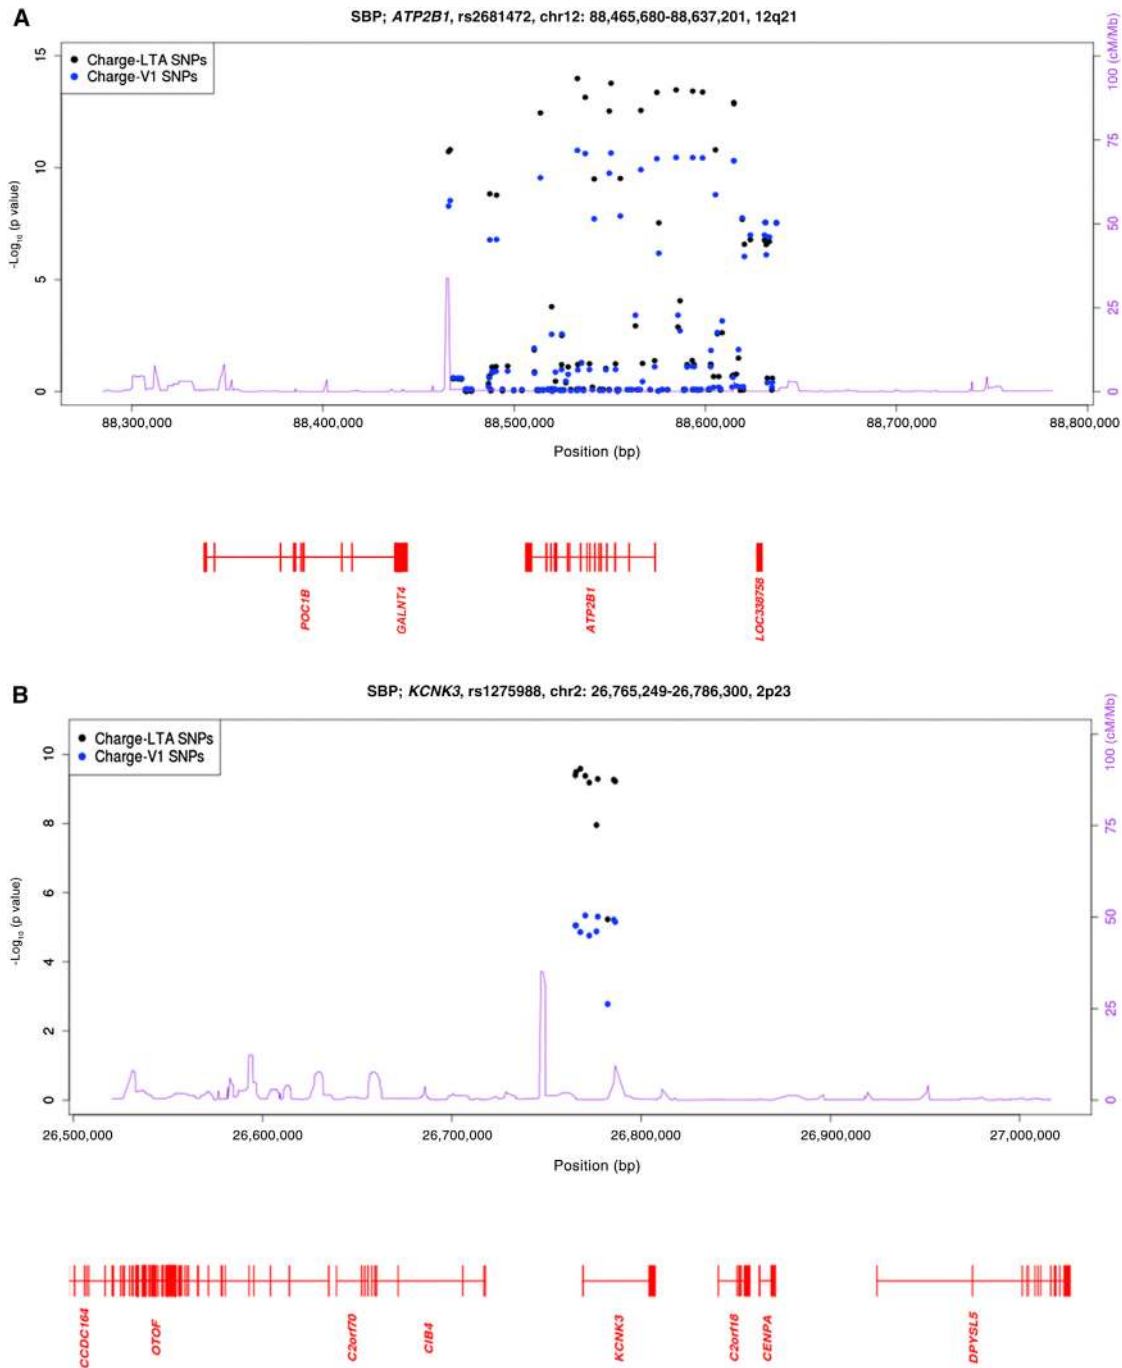 A
SBP; ATP2B1, rs2681472, chr12: 88,465,680-88,637,201, 12q21
Charge-LTA SNPs
Charge-V1 SNPs
15
10
5
0
-Log₁₀ (p value)
100 (cM/Mb)
75
50
25
0
88,300,000 88,400,000 88,500,000 88,600,000 88,700,000 88,800,000
Position (bp)
POC1B
GALNT4
ATP2B1
LOC338758
B
SBP; KCNK3, rs1275988, chr2: 26,765,249-26,786,300, 2p23
Charge-LTA SNPs
Charge-V1 SNPs
10
8
6
4
2
0
-Log₁₀ (p value)
100 (cM/Mb)
75
50
25
0
26,500,000 26,600,000 26,700,000 26,800,000 26,900,000 27,000,000
Position (bp)
CCDC164
OTOF
C2orf70
CIB4
KCNK3
C2orf18
CENPA
DPYSL5